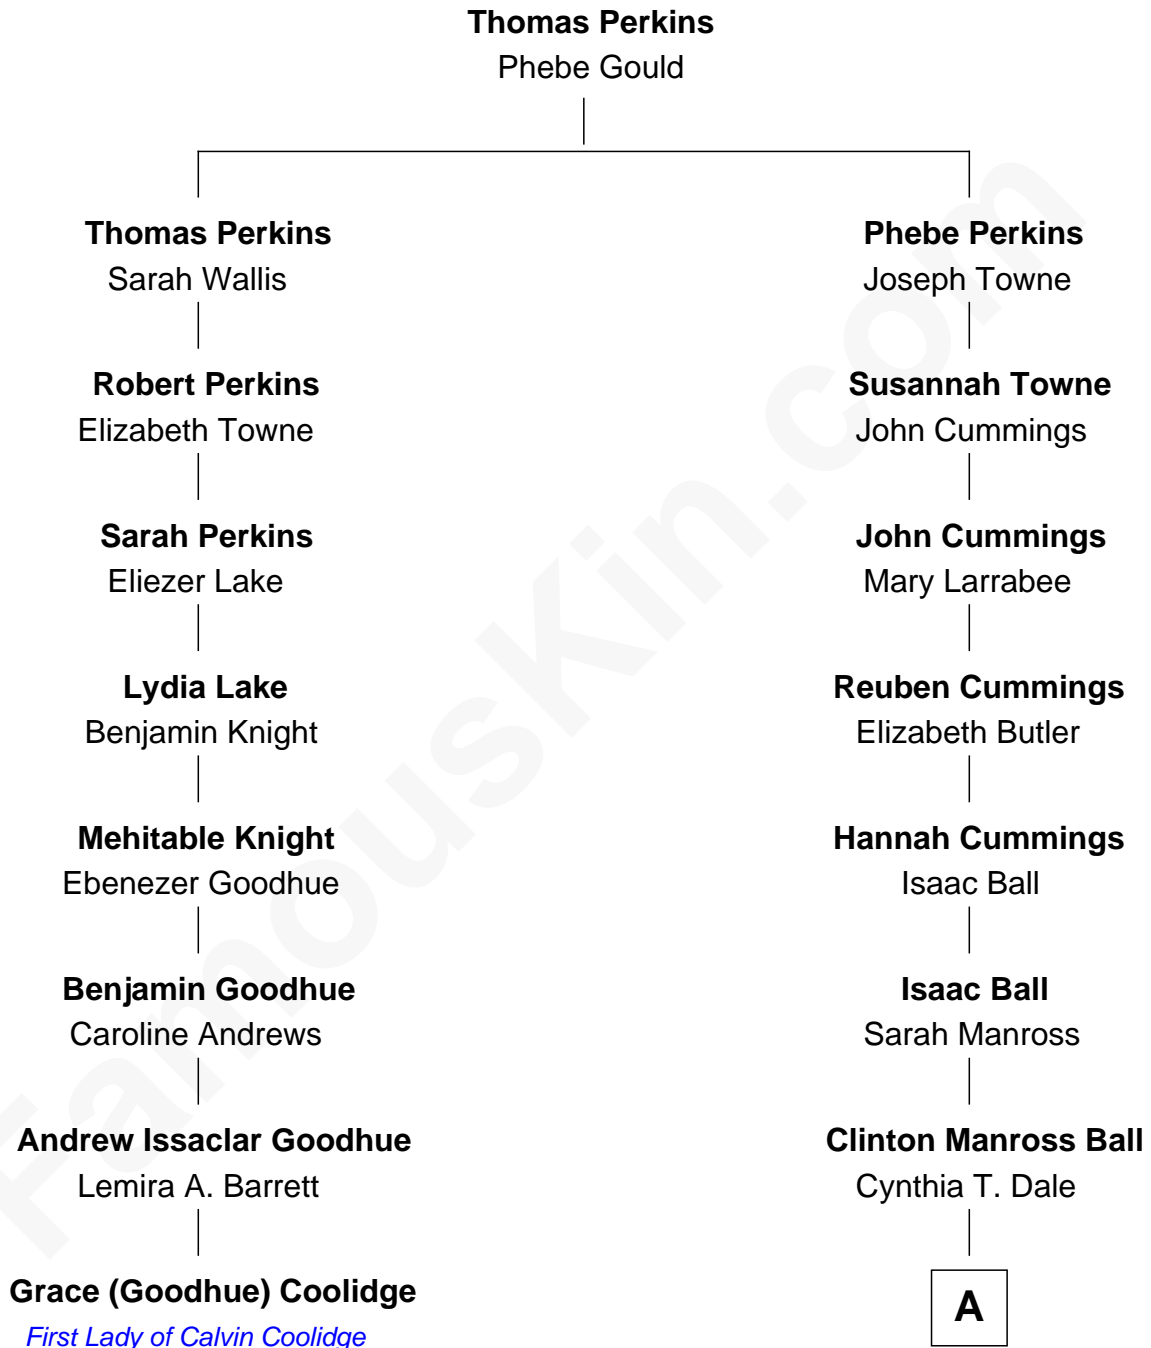 Thomas Perkins
Phebe Gould
Thomas Perkins
Sarah Wallis
Robert Perkins
Elizabeth Towne
Sarah Perkins
Eliezer Lake
Lydia Lake
Benjamin Knight
Mehitable Knight
Ebenezer Goodhue
Benjamin Goodhue
Caroline Andrews
Andrew Issaclar Goodhue
Lemira A. Barrett
Grace (Goodhue) Coolidge
First Lady of Calvin Coolidge
Phebe Perkins
Joseph Towne
Susannah Towne
John Cummings
John Cummings
Mary Larrabee
Reuben Cummings
Elizabeth Butler
Hannah Cummings
Isaac Ball
Isaac Ball
Sarah Manross
Clinton Manross Ball
Cynthia T. Dale
A
FamousKin.com